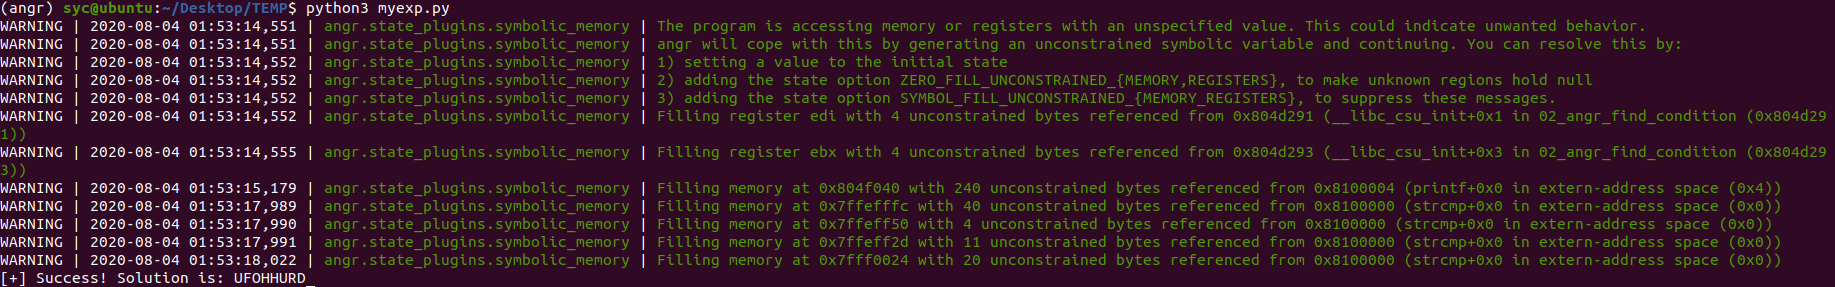 (angr) syc@ubuntu:~/Desktop/TEMP$ python3 myexp.py
WARNING | 2020-08-04 01:53:14,551 | angr.state_plugins.symbolic_memory | The program is accessing memory or registers with an unspecified value. This could indicate unwanted behavior.
WARNING | 2020-08-04 01:53:14,551 | angr.state_plugins.symbolic_memory | angr will cope with this by generating an unconstrained symbolic variable and continuing. You can resolve this by:
WARNING | 2020-08-04 01:53:14,552 | angr.state_plugins.symbolic_memory | 1) setting a value to the initial state
WARNING | 2020-08-04 01:53:14,552 | angr.state_plugins.symbolic_memory | 2) adding the state option ZERO_FILL_UNCONSTRAINED_{MEMORY,REGISTERS}, to make unknown regions hold null
WARNING | 2020-08-04 01:53:14,552 | angr.state_plugins.symbolic_memory | 3) adding the state option SYMBOL_FILL_UNCONSTRAINED_{MEMORY_REGISTERS}, to suppress these messages.
WARNING | 2020-08-04 01:53:14,552 | angr.state_plugins.symbolic_memory | Filling register edi with 4 unconstrained bytes referenced from 0x804d291 (__libc_csu_init+0x1 in 02_angr_find_condition (0x804d29
1))
WARNING | 2020-08-04 01:53:14,555 | angr.state_plugins.symbolic_memory | Filling register ebx with 4 unconstrained bytes referenced from 0x804d293 (__libc_csu_init+0x3 in 02_angr_find_condition (0x804d29
3))
WARNING | 2020-08-04 01:53:15,179 | angr.state_plugins.symbolic_memory | Filling memory at 0x804f040 with 240 unconstrained bytes referenced from 0x8100004 (printf+0x0 in extern-address space (0x4))
WARNING | 2020-08-04 01:53:17,989 | angr.state_plugins.symbolic_memory | Filling memory at 0x7ffefffc with 40 unconstrained bytes referenced from 0x8100000 (strcmp+0x0 in extern-address space (0x0))
WARNING | 2020-08-04 01:53:17,990 | angr.state_plugins.symbolic_memory | Filling memory at 0x7ffeff50 with 4 unconstrained bytes referenced from 0x8100000 (strcmp+0x0 in extern-address space (0x0))
WARNING | 2020-08-04 01:53:17,991 | angr.state_plugins.symbolic_memory | Filling memory at 0x7ffeff2d with 11 unconstrained bytes referenced from 0x8100000 (strcmp+0x0 in extern-address space (0x0))
WARNING | 2020-08-04 01:53:18,022 | angr.state_plugins.symbolic_memory | Filling memory at 0x7fff0024 with 20 unconstrained bytes referenced from 0x8100000 (strcmp+0x0 in extern-address space (0x0))
[+] Success! Solution is: UFOHHURD